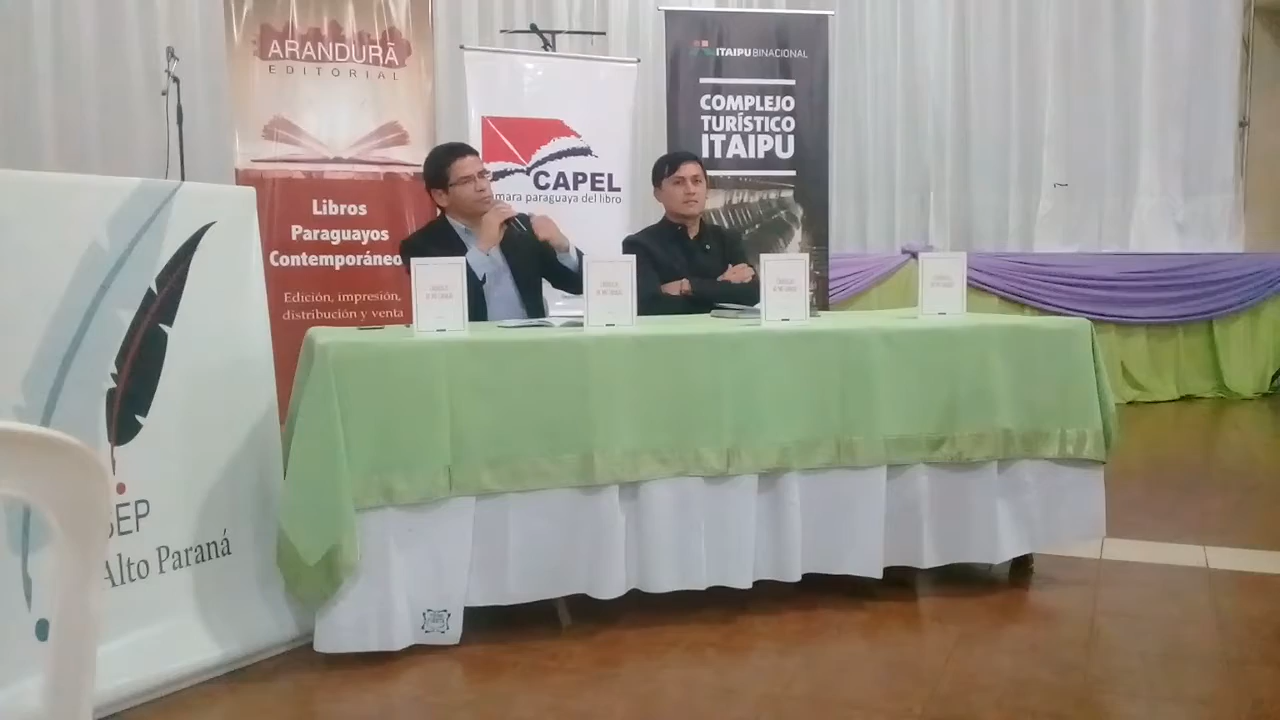 ARANDURÃ
EDITORIAL
Libros
Paraguayos
Contemporáneo
Edición, impresión,
distribución y venta
CAPEL
mara paraguaya del libro
ITAIPU BINACIONAL
COMPLEJO
TURÍSTICO
ITAIPU
EP
Alto Paraná